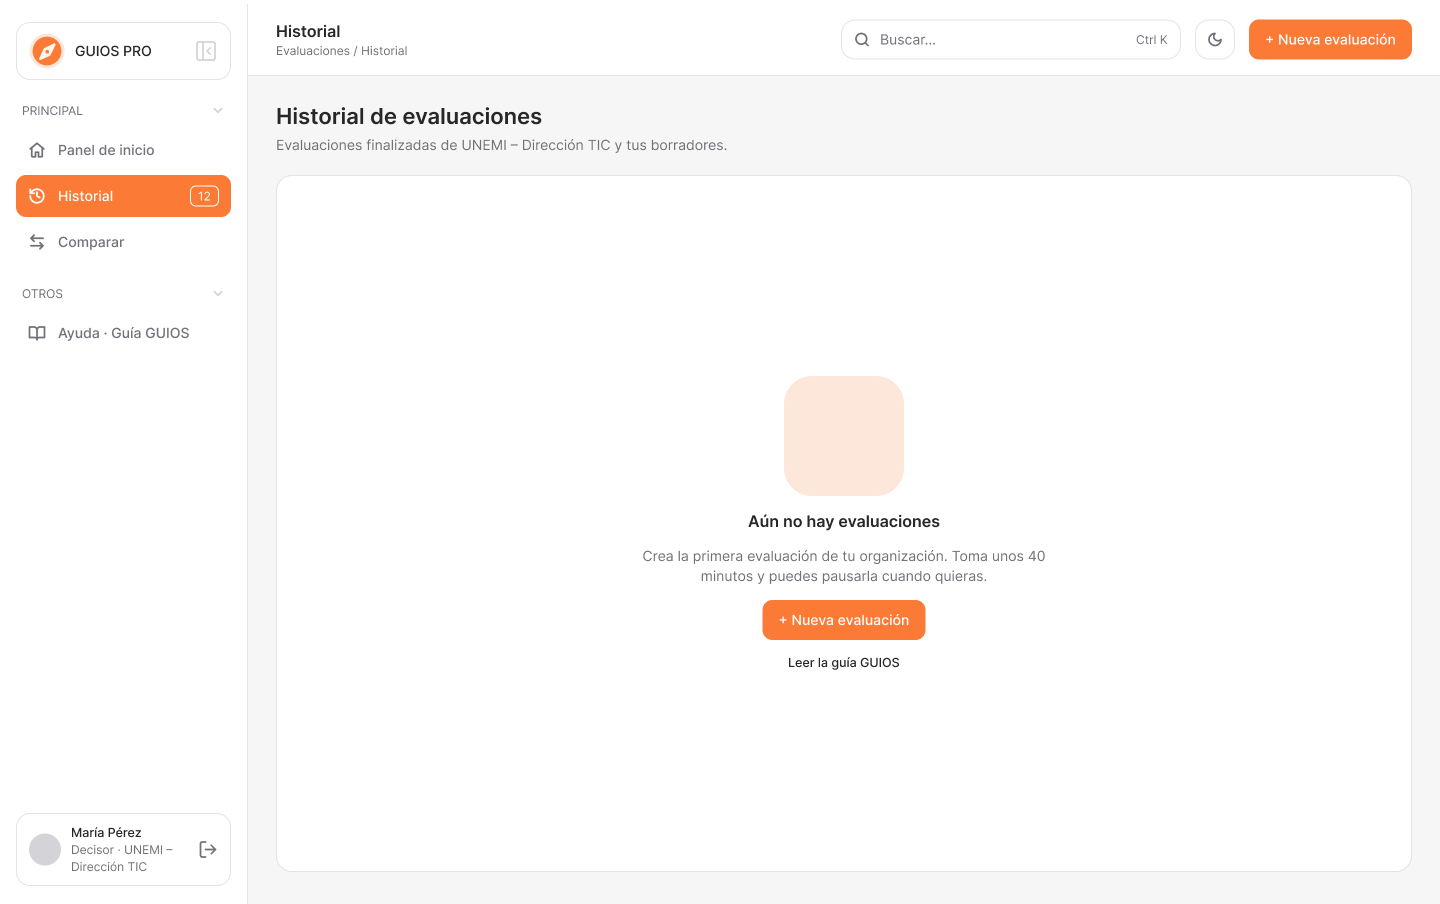 GUIOS PRO
PRINCIPAL
Panel de inicio
Historial
12
Comparar
OTROS
Ayuda · Guía GUIOS
María Pérez
Decisor · UNEMI –
Dirección TIC
Historial
Evaluaciones / Historial
Buscar...
Ctrl K
+ Nueva evaluación
Historial de evaluaciones
Evaluaciones finalizadas de UNEMI – Dirección TIC y tus borradores.
Aún no hay evaluaciones
Crea la primera evaluación de tu organización. Toma unos 40
minutos y puedes pausarla cuando quieras.
+ Nueva evaluación
Leer la guía GUIOS